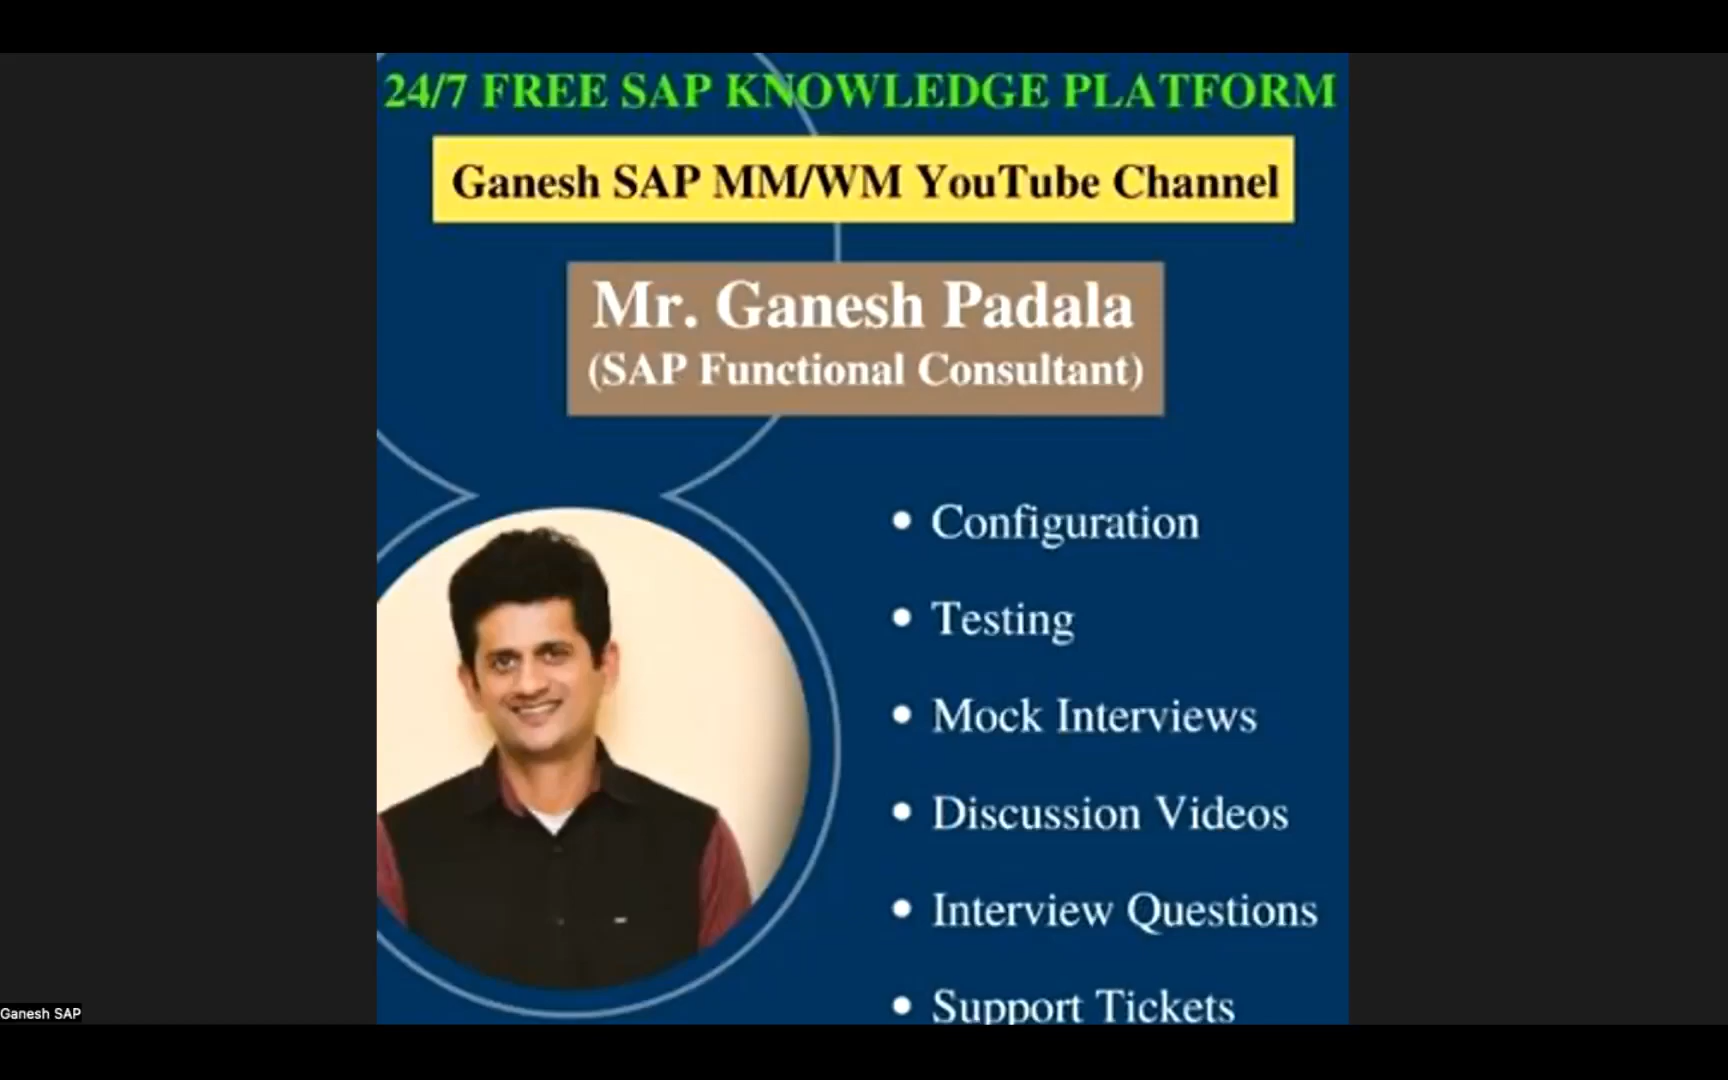 24/7 FREE SAP KNOWLEDGE PLATFORM
Ganesh SAP MM/WM YouTube Channel
Mr. Ganesh Padala
(SAP Functional Consultant)
• Configuration
• Testing
• Mock Interviews
• Discussion Videos
• Interview Questions
• Support Tickets
Ganesh SAP